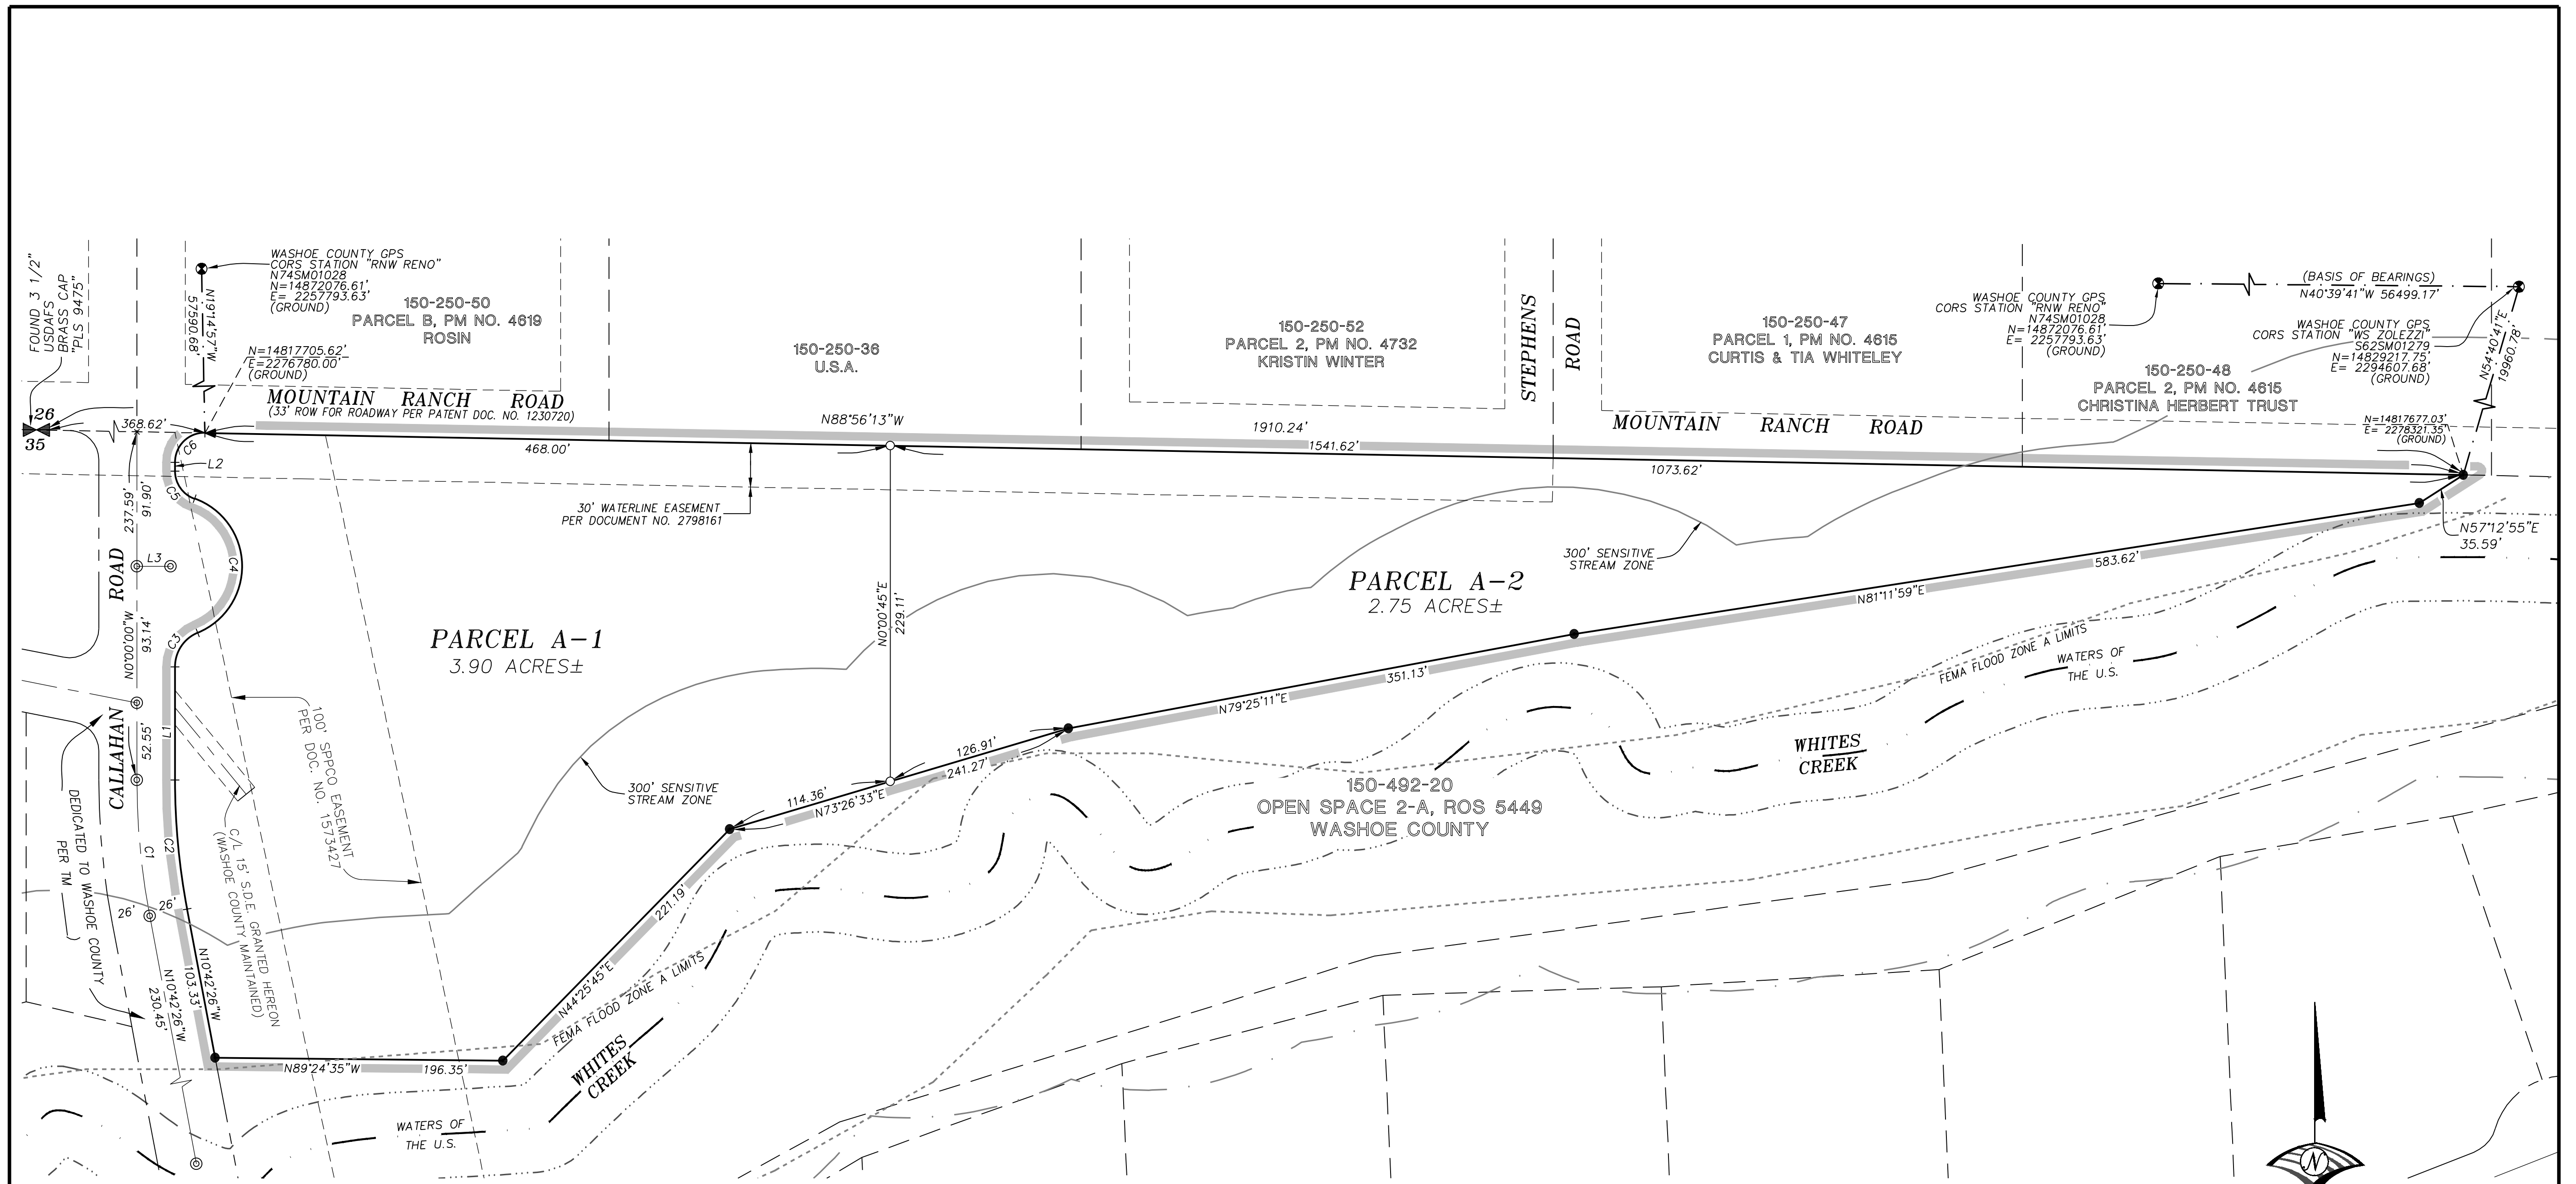 FOUND 3 1/2"
USDAFS
BRASS CAP
"PLS 9475"
WASHOE COUNTY GPS
CORS STATION "RNW RENO"
N74SM01028
N=14872076.61'
E= 2257793.63'
(GROUND)
N19°14'57"W
57590.68'
150-250-50
PARCEL B, PM NO. 4619
ROSIN
N=14817705.62'
E=2276780.00'
(GROUND)
150-250-36
U.S.A.
150-250-52
PARCEL 2, PM NO. 4732
KRISTIN WINTER
STEPHENS
ROAD
150-250-47
PARCEL 1, PM NO. 4615
CURTIS & TIA WHITELEY
WASHOE COUNTY GPS
CORS STATION "RNW RENO"
N74SM01028
N=14872076.61'
E= 2257793.63'
(GROUND)
(BASIS OF BEARINGS)
N40°39'41"W 56499.17'
WASHOE COUNTY GPS
CORS STATION "WS ZOLEZZI"
S62SM01279
N=14829217.75'
E= 2294607.68'
(GROUND)
N54°40'41"E
19960.78'
150-250-48
PARCEL 2, PM NO. 4615
CHRISTINA HERBERT TRUST
N=14817677.03'
E= 2278321.35'
(GROUND)
MOUNTAIN RANCH ROAD
(33' ROW FOR ROADWAY PER PATENT DOC. NO. 1230720)
26
35
368.62'
C6
L2
C5
N88°56'13"W
1910.24'
468.00'
1541.62'
MOUNTAIN RANCH ROAD
1073.62'
237.59'
91.90'
30' WATERLINE EASEMENT
PER DOCUMENT NO. 2798161
300' SENSITIVE
STREAM ZONE
N57°12'55"E
35.59'
L3
C4
ROAD
CALLAHAN
N0°00'00"W
93.14'
C3
52.55'
L1
PARCEL A-1
3.90 ACRES±
N0°00'45"E
229.11'
PARCEL A-2
2.75 ACRES±
583.62'
N81°11'59"E
351.13'
N79°25'11"E
FEMA FLOOD ZONE A LIMITS
WATERS OF
THE U.S.
100' SPPCO EASEMENT
PER DOC. NO. 1573427
126.91'
241.27'
114.36'
N73°26'33"E
300' SENSITIVE
STREAM ZONE
WHITES
CREEK
150-492-20
OPEN SPACE 2-A, ROS 5449
WASHOE COUNTY
DEDICATED TO WASHOE COUNTY
PER TM )
C1
C2
26'
26'
C/L 15' S.D.E. GRANTED HEREON
(WASHOE COUNTY MAINTAINED)
221.19'
N44°25'45"E
FEMA FLOOD ZONE A LIMITS
N10°42'26"W
103.33'
N10°42'26"W
230.45'
N89°24'35"W
196.35'
WHITES
CREEK
WATERS OF
THE U.S.
N